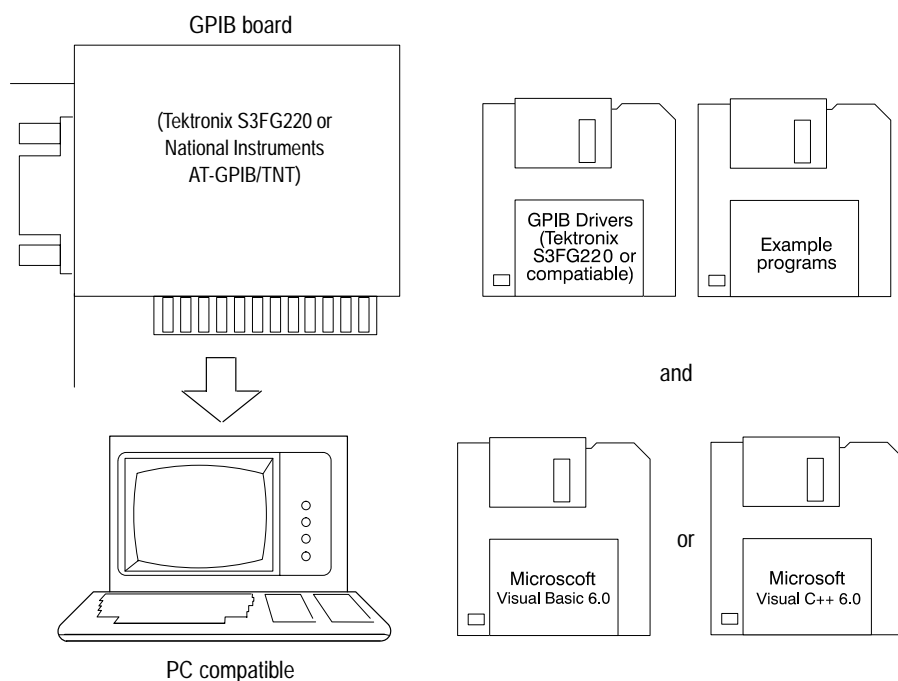 GPIB board
(Tektronix S3FG220 or
National Instruments
AT-GPIB/TNT)
GPIB Drivers
(Tektronix
S3FG220 or
compatiable)
Example
programs
and
Microscoft
Visual Basic 6.0
or
Microsoft
Visual C++ 6.0
PC compatible